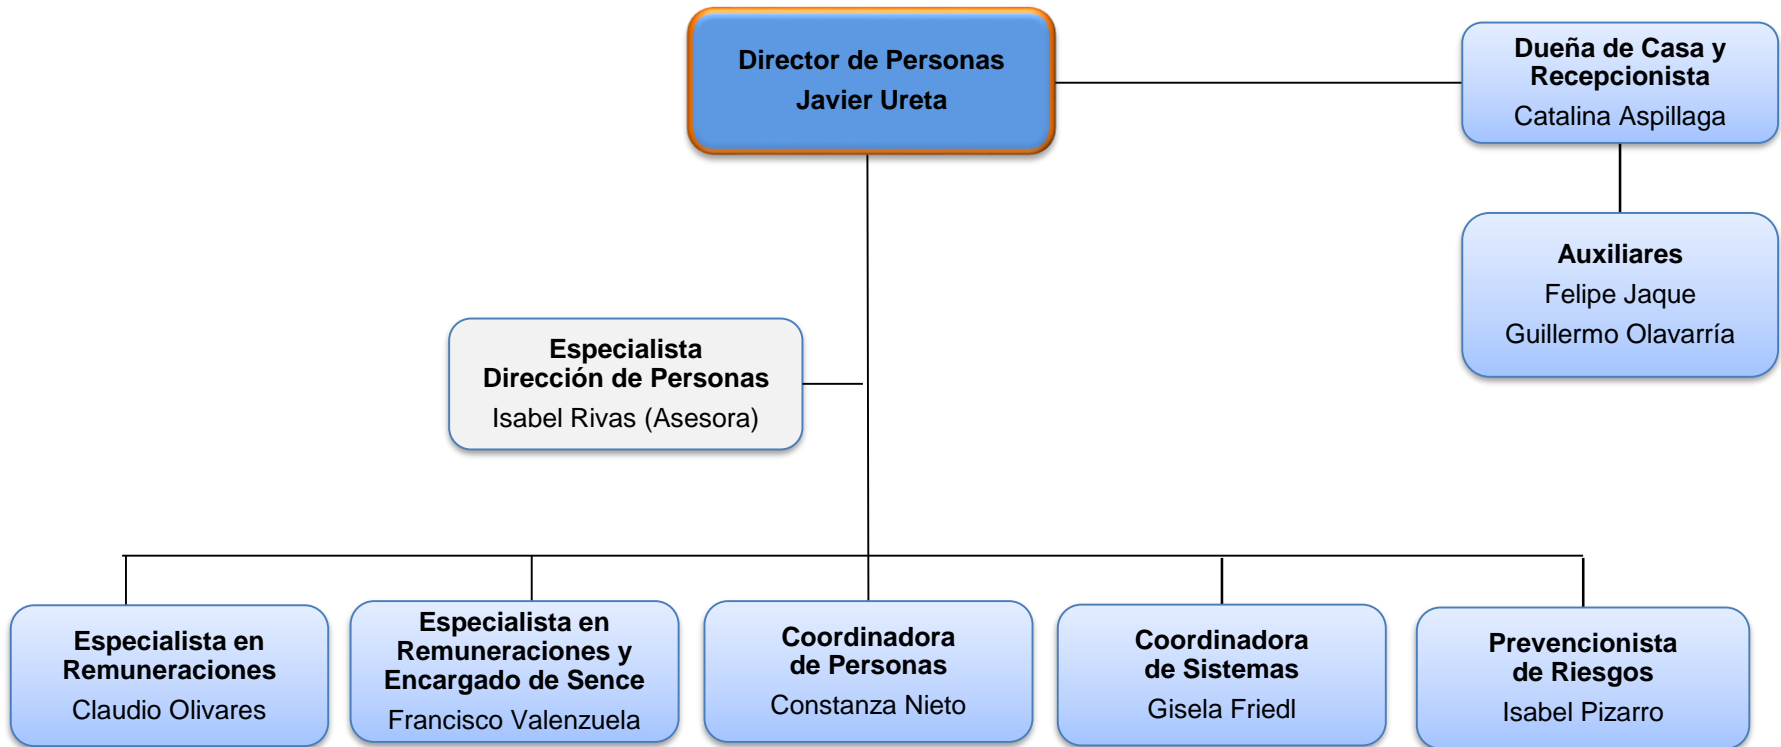 Director de Personas
Javier Ureta
Dueña de Casa y
Recepcionista
Catalina Aspillaga
Auxiliares
Felipe Jaque
Guillermo Olavarría
Especialista
Dirección de Personas
Isabel Rivas (Asesora)
Especialista en
Remuneraciones
Claudio Olivares
Especialista en
Remuneraciones y
Encargado de Sence
Francisco Valenzuela
Coordinadora
de Personas
Constanza Nieto
Coordinadora
de Sistemas
Gisela Friedl
Prevencionista
de Riesgos
Isabel Pizarro